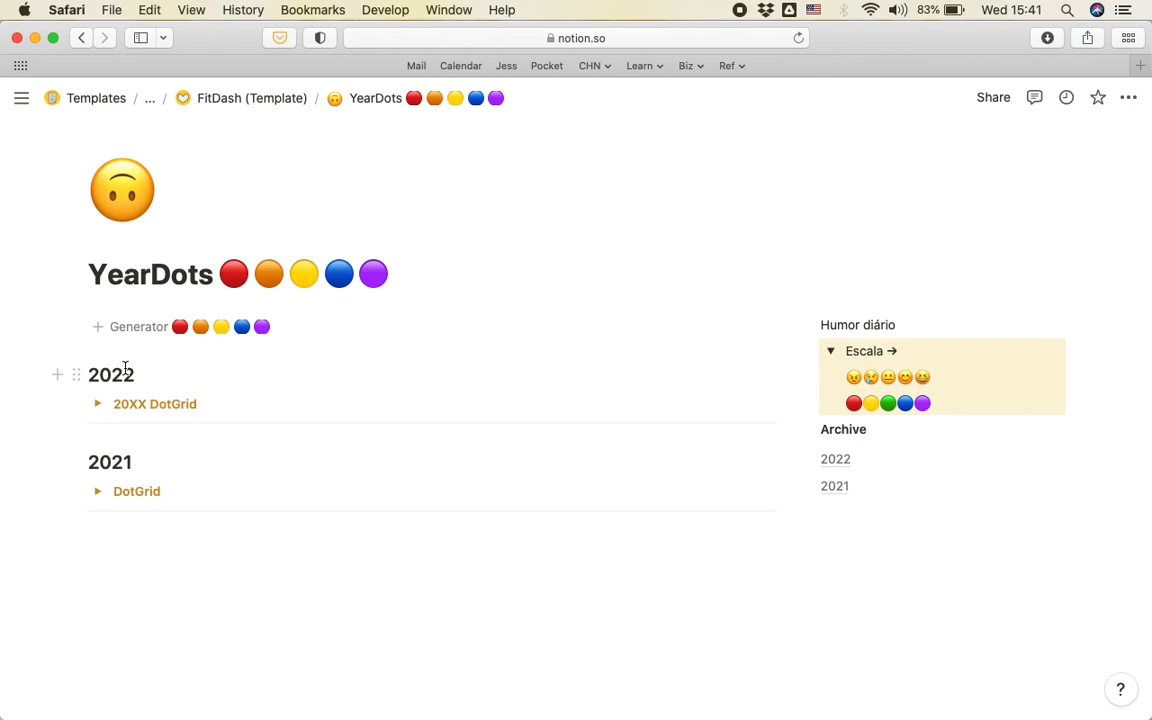 Safari File Edit View History Bookmarks Develop Window Help 83% Wed 15:41
notion.so
Mail Calendar Jess Pocket CHN Learn Biz Ref
Templates / ... / FitDash (Template) / YearDots
Share
YearDots
+ Generator
2022
20XX DotGrid
2021
DotGrid
Humor diário
Escala →
Archive
2022
2021
?